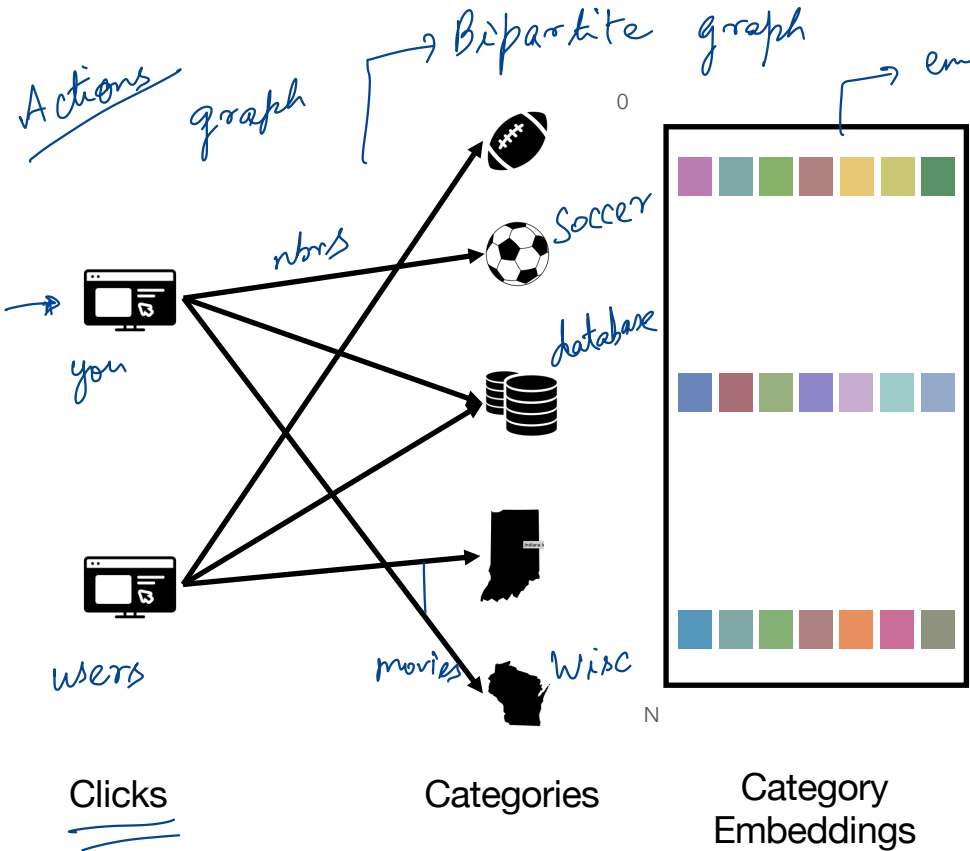 Actions
graph
Bipartite graph
em
0
nbrs
Soccer
you
database
users
movies
Wisc
N
Clicks
Categories
Category
Embeddings